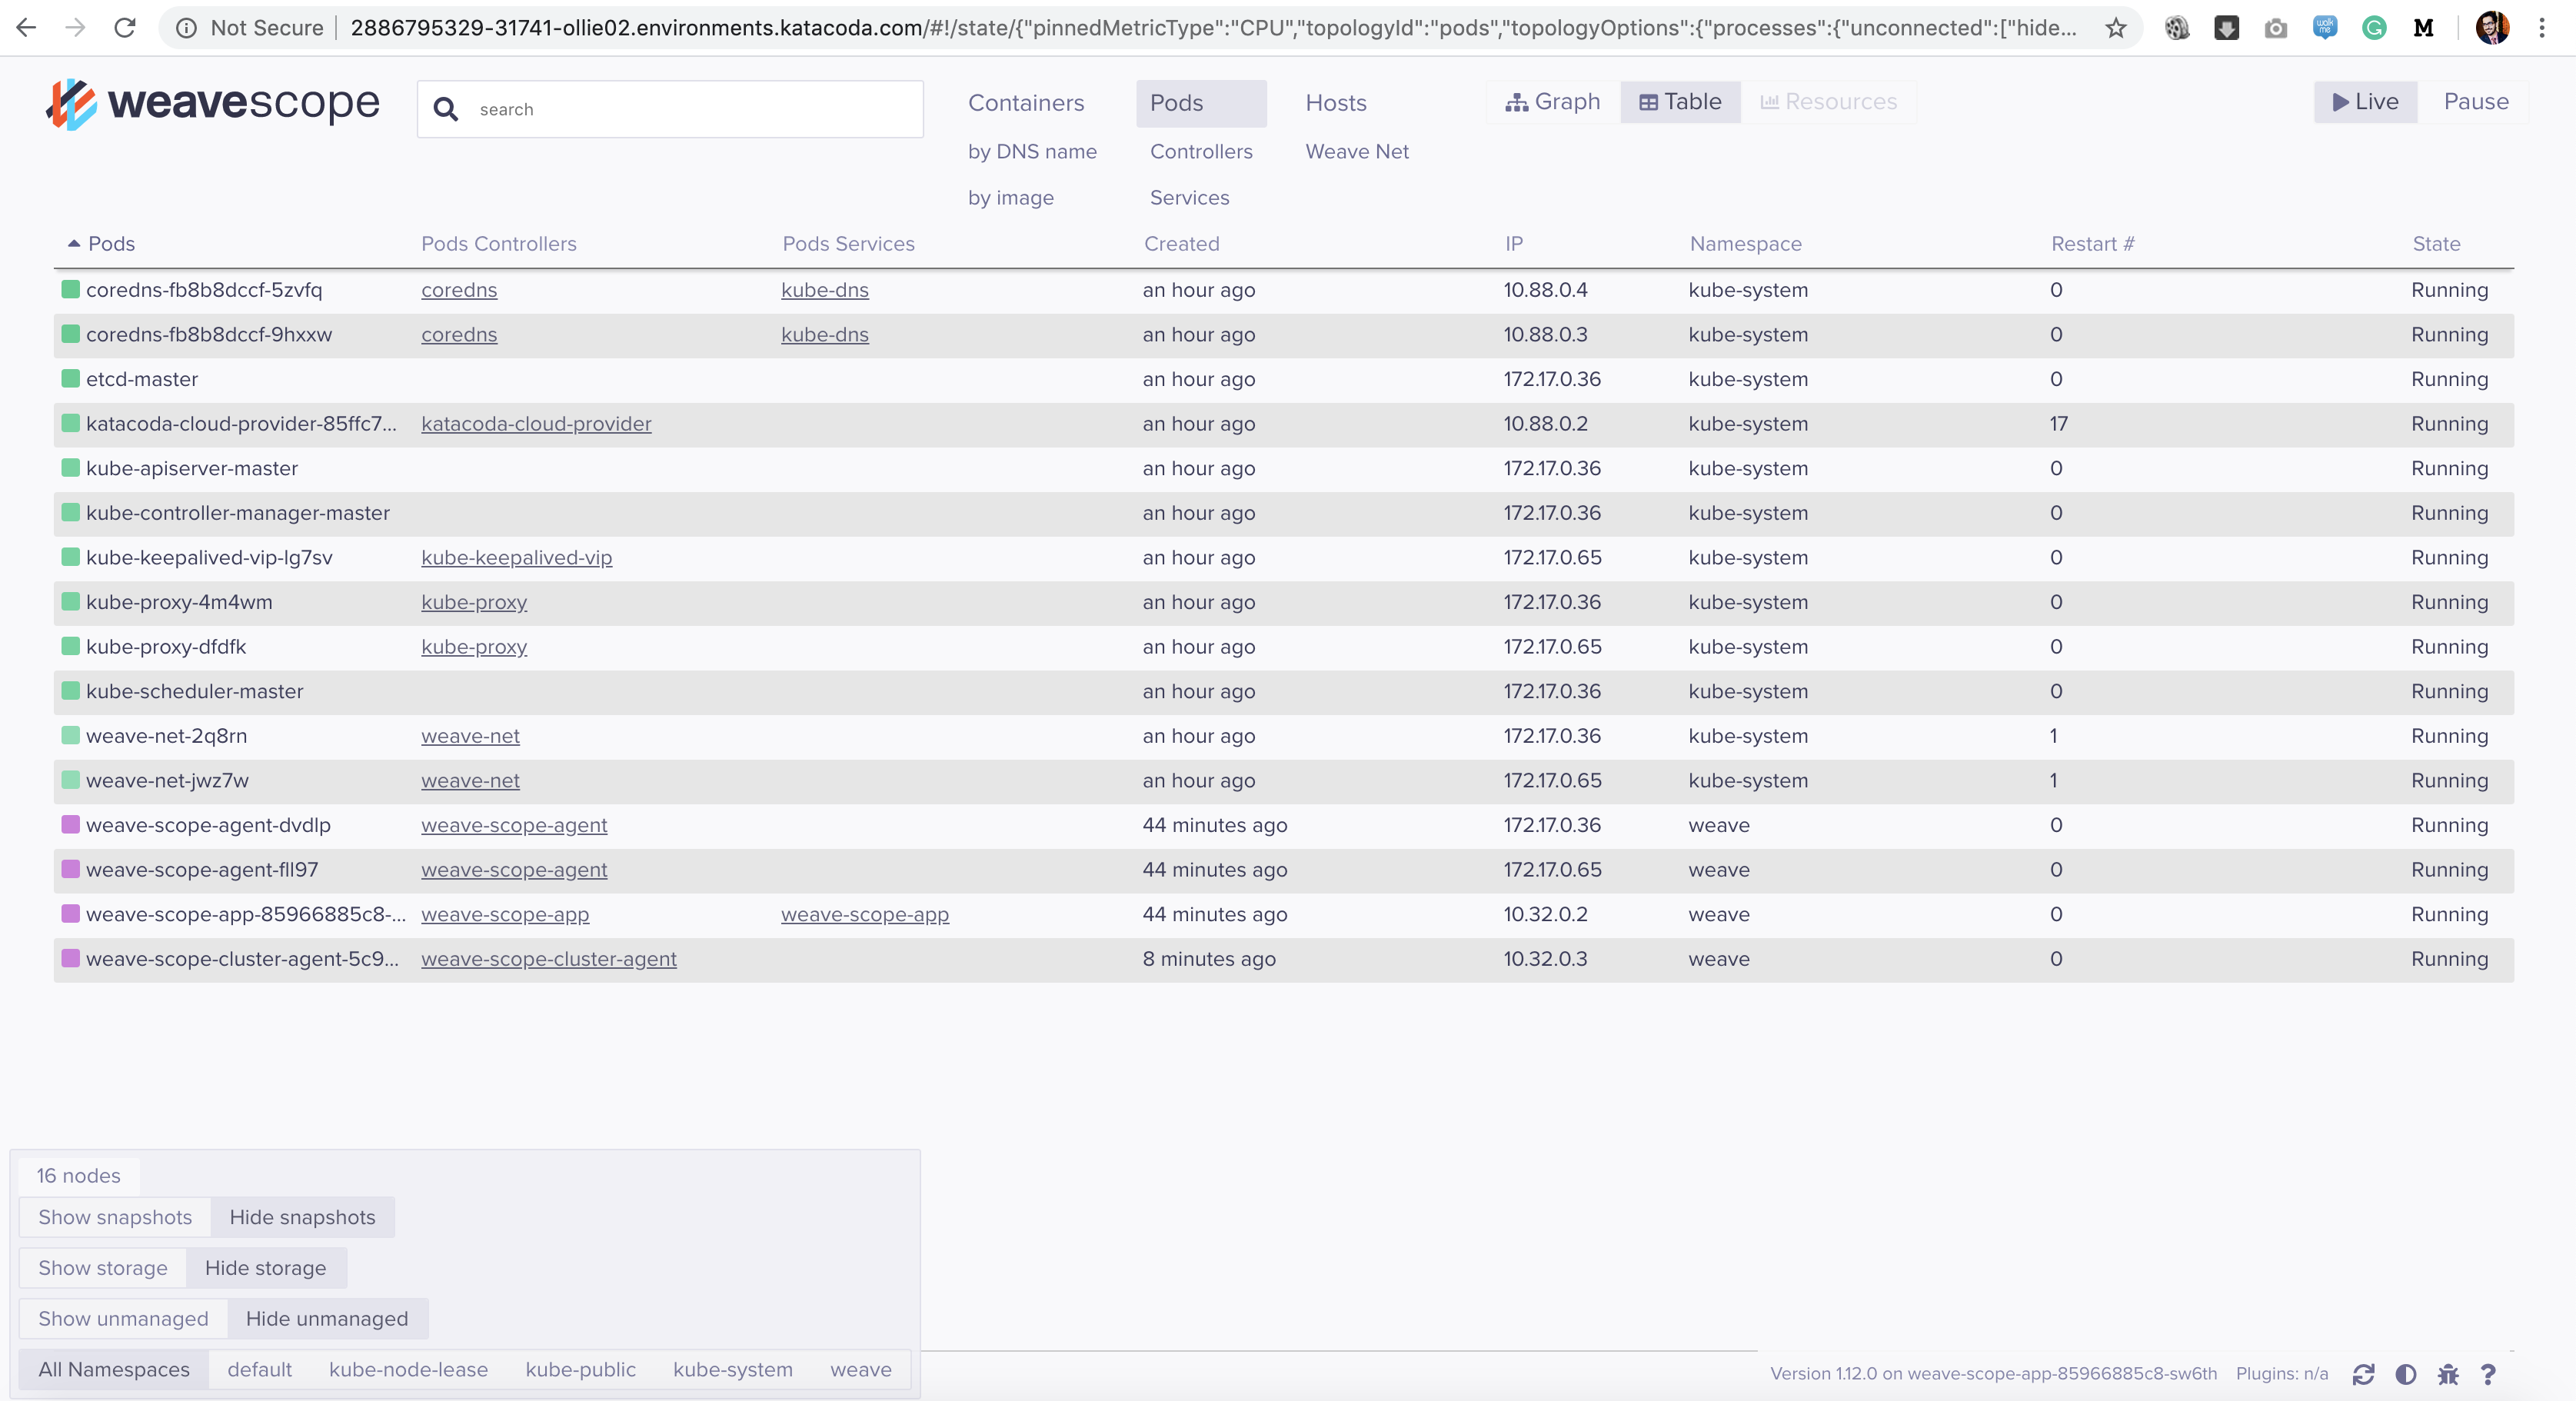 Not Secure | 2886795329-31741-ollie02.environments.katacoda.com/#!/state/{"pinnedMetricType":"CPU","topologyId":"pods","topologyOptions":{"processes":{"unconnected":["hide...
weavescope
search
Containers Pods Hosts
Graph Table Resources
Live Pause
by DNS name Controllers Weave Net
by image Services
Pods Pods Controllers Pods Services Created IP Namespace Restart # State
coredns-fb8b8dccf-5zvfq coredns kube-dns an hour ago 10.88.0.4 kube-system 0 Running
coredns-fb8b8dccf-9hxxw coredns kube-dns an hour ago 10.88.0.3 kube-system 0 Running
etcd-master an hour ago 172.17.0.36 kube-system 0 Running
katacoda-cloud-provider-85ffc7... katacoda-cloud-provider an hour ago 10.88.0.2 kube-system 17 Running
kube-apiserver-master an hour ago 172.17.0.36 kube-system 0 Running
kube-controller-manager-master an hour ago 172.17.0.36 kube-system 0 Running
kube-keepalived-vip-lg7sv kube-keepalived-vip an hour ago 172.17.0.65 kube-system 0 Running
kube-proxy-4m4wm kube-proxy an hour ago 172.17.0.36 kube-system 0 Running
kube-proxy-dfdfk kube-proxy an hour ago 172.17.0.65 kube-system 0 Running
kube-scheduler-master an hour ago 172.17.0.36 kube-system 0 Running
weave-net-2q8rn weave-net an hour ago 172.17.0.36 kube-system 1 Running
weave-net-jwz7w weave-net an hour ago 172.17.0.65 kube-system 1 Running
weave-scope-agent-dvdlp weave-scope-agent 44 minutes ago 172.17.0.36 weave 0 Running
weave-scope-agent-fll97 weave-scope-agent 44 minutes ago 172.17.0.65 weave 0 Running
weave-scope-app-85966885c8-... weave-scope-app weave-scope-app 44 minutes ago 10.32.0.2 weave 0 Running
weave-scope-cluster-agent-5c9... weave-scope-cluster-agent 8 minutes ago 10.32.0.3 weave 0 Running
16 nodes
Show snapshots Hide snapshots
Show storage Hide storage
Show unmanaged Hide unmanaged
All Namespaces default kube-node-lease kube-public kube-system weave
Version 1.12.0 on weave-scope-app-85966885c8-sw6th Plugins: n/a